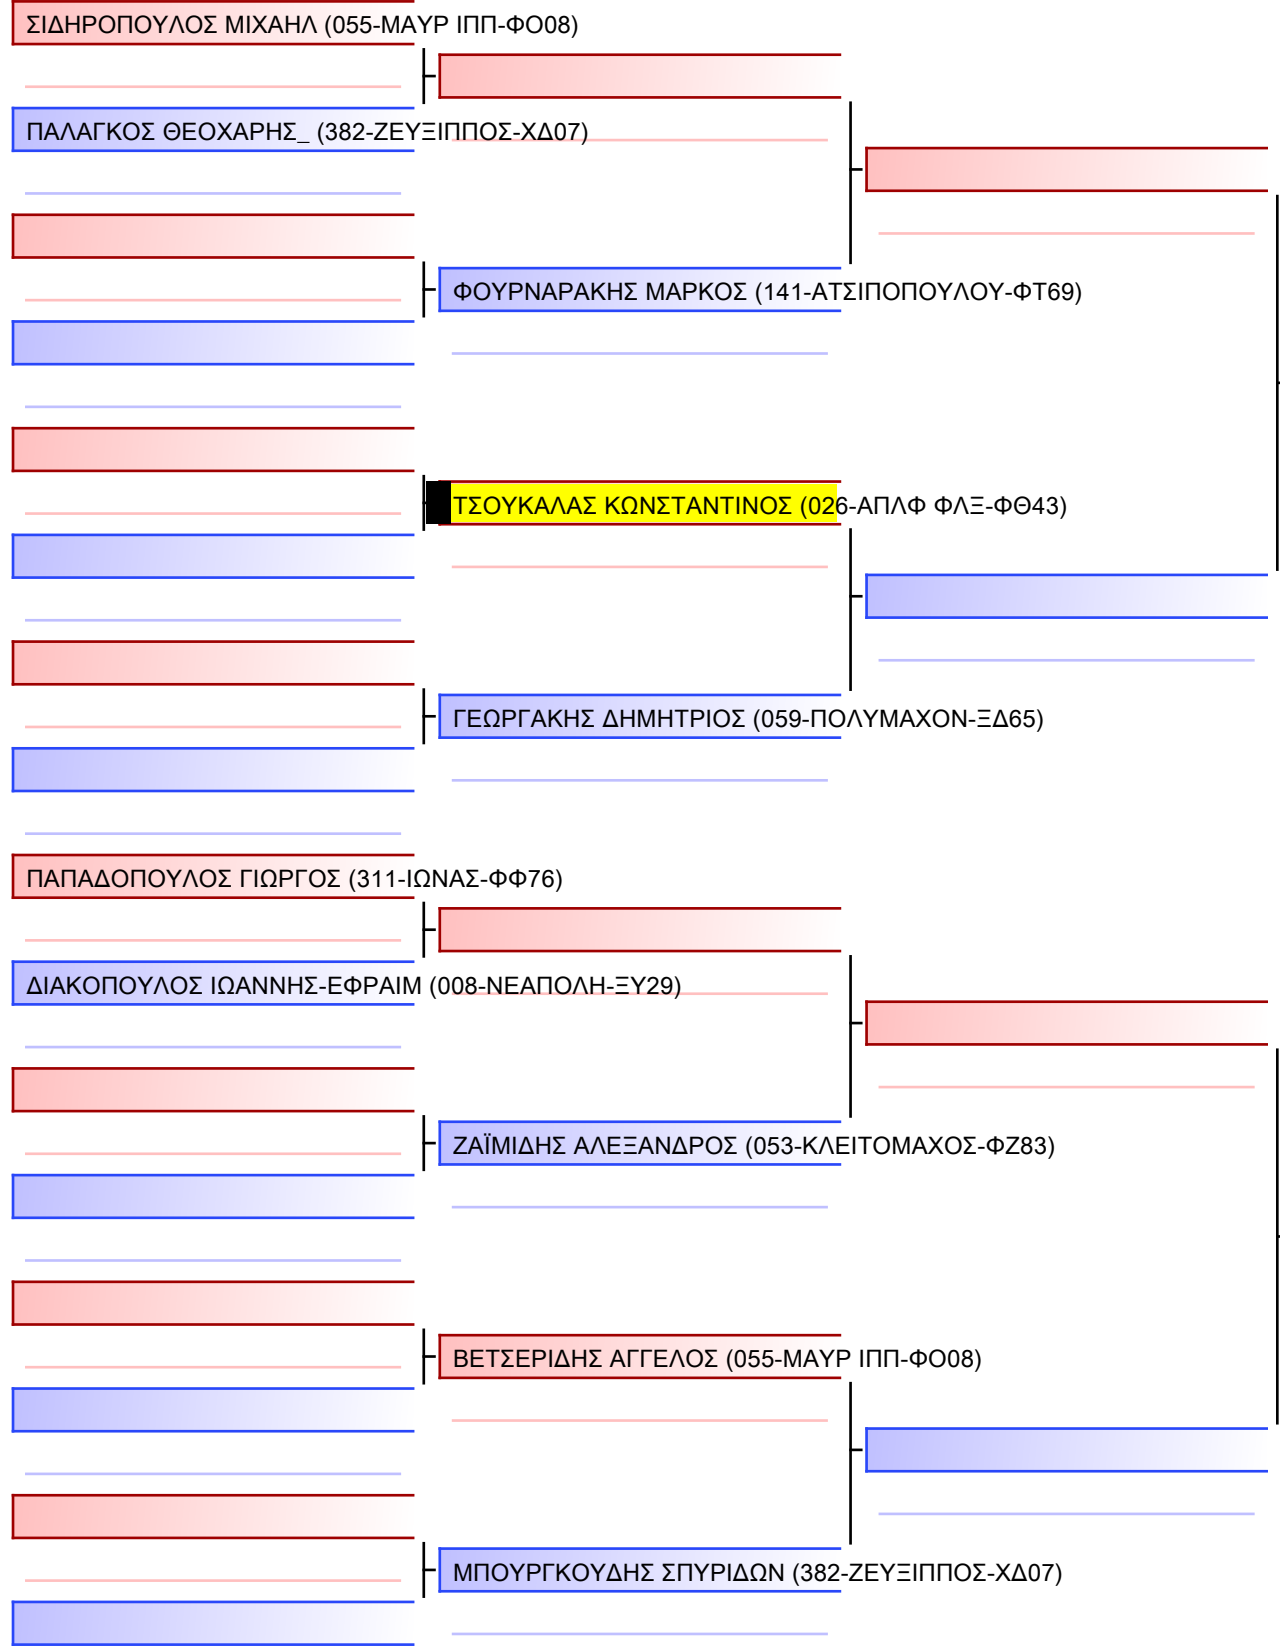 ΣΙΔΗΡΟΠΟΥΛΟΣ ΜΙΧΑΗΛ (055-ΜΑΥΡ ΙΠΠ-ΦΟ08)
ΠΑΛΑΓΚΟΣ ΘΕΟΧΑΡΗΣ_ (382-ΖΕΥΞΙΠΠΟΣ-ΧΔ07)
ΦΟΥΡΝΑΡΑΚΗΣ ΜΑΡΚΟΣ (141-ΑΤΣΙΠΟΠΟΥΛΟΥ-ΦΤ69)
ΤΣΟΥΚΑΛΑΣ ΚΩΝΣΤΑΝΤΙΝΟΣ (026-ΑΠΛΦ ΦΛΞ-ΦΘ43)
ΓΕΩΡΓΑΚΗΣ ΔΗΜΗΤΡΙΟΣ (059-ΠΟΛΥΜΑΧΟΝ-ΞΔ65)
ΠΑΠΑΔΟΠΟΥΛΟΣ ΓΙΩΡΓΟΣ (311-ΙΩΝΑΣ-ΦΦ76)
ΔΙΑΚΟΠΟΥΛΟΣ ΙΩΑΝΝΗΣ-ΕΦΡΑΙΜ (008-ΝΕΑΠΟΛΗ-ΞΥ29)
ΖΑΪΜΙΔΗΣ ΑΛΕΞΑΝΔΡΟΣ (053-ΚΛΕΙΤΟΜΑΧΟΣ-ΦΖ83)
ΒΕΤΣΕΡΙΔΗΣ ΑΓΓΕΛΟΣ (055-ΜΑΥΡ ΙΠΠ-ΦΟ08)
ΜΠΟΥΡΓΚΟΥΔΗΣ ΣΠΥΡΙΔΩΝ (382-ΖΕΥΞΙΠΠΟΣ-ΧΔ07)